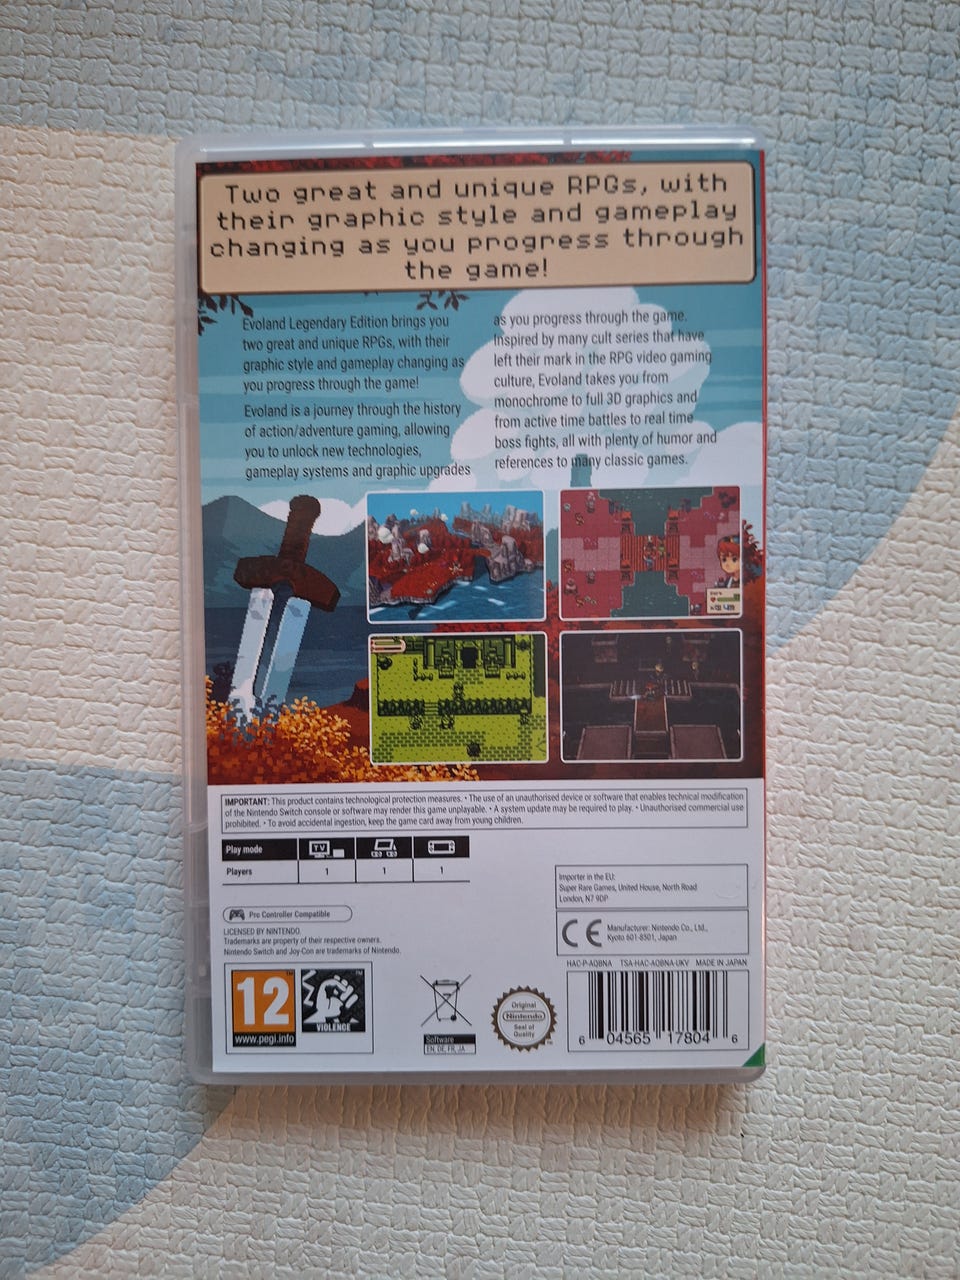 Two great and unique RPGs, with
their graphic style and gameplay
changing as you progress through
the game!
Evoland Legendary Edition brings you
two great and unique RPGs, with their
graphic style and gameplay changing as
you progress through the game!
Evoland is a journey through the history
of action/adventure gaming, allowing
you to unlock new technologies,
gameplay systems and graphic upgrades
as you progress through the game.
Inspired by many cult series that have
left their mark in the RPG video gaming
culture, Evoland takes you from
monochrome to full 3D graphics and
from active time battles to real time
boss fights, all with plenty of humor and
references to many classic games.
IMPORTANT: This product contains technological protection measures. • The use of an unauthorised device or software that enables technical modification
of the Nintendo Switch console or software may render this game unplayable. • A system update may be required to play. • Unauthorised commercial use
prohibited. • To avoid accidental ingestion, keep the game card away from young children.
Play mode TV
Players 1 1 1
Pro Controller Compatible
LICENSED BY NINTENDO.
Trademarks are property of their respective owners.
Nintendo Switch and Joy-Con are trademarks of Nintendo.
Importer in the EU:
Super Rare Games, United House, North Road
London, N7 9DP
CE
Manufacturer: Nintendo Co., Ltd.,
Kyoto 601-8501, Japan
HAC-P-AQBNA TSA-HAC-AQBNA-UKV MADE IN JAPAN
12
www.pegi.info
VIOLENCE
Software
EN, DE, FR, JA
Original
Nintendo
Seal of
Quality
6 04565 17804 6